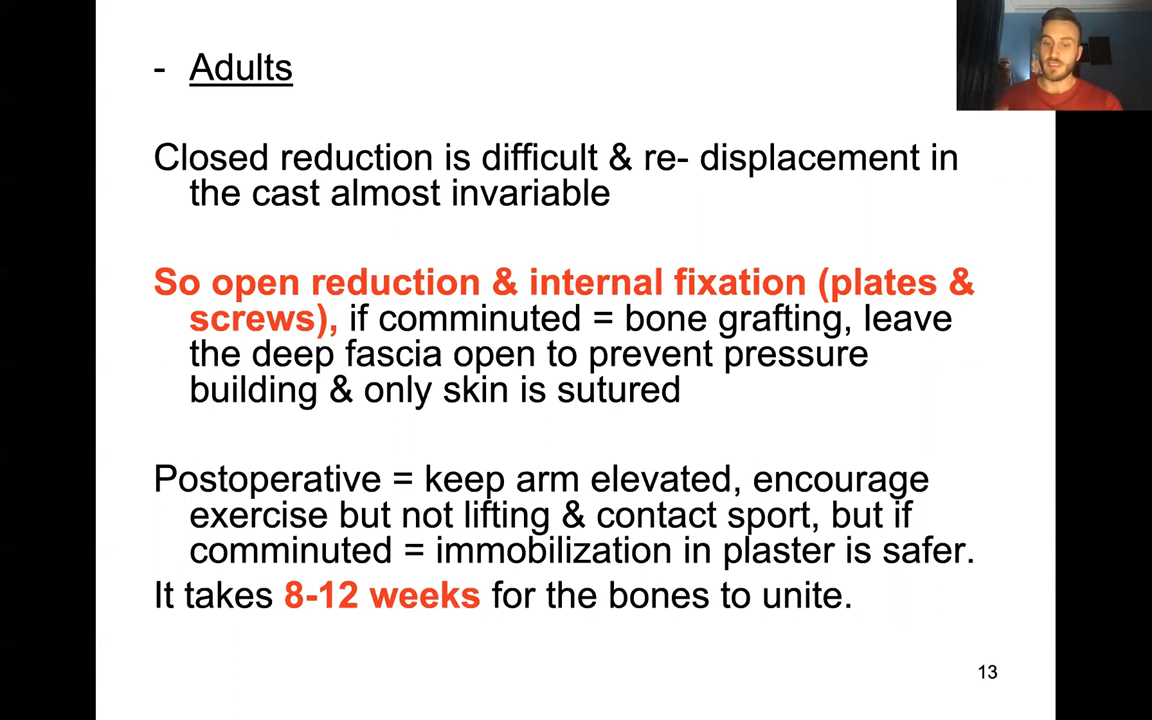 - Adults
Closed reduction is difficult & re- displacement in
the cast almost invariable
So open reduction & internal fixation (plates &
screws), if comminuted = bone grafting, leave
the deep fascia open to prevent pressure
building & only skin is sutured
Postoperative = keep arm elevated, encourage
exercise but not lifting & contact sport, but if
comminuted = immobilization in plaster is safer.
It takes 8-12 weeks for the bones to unite.
13